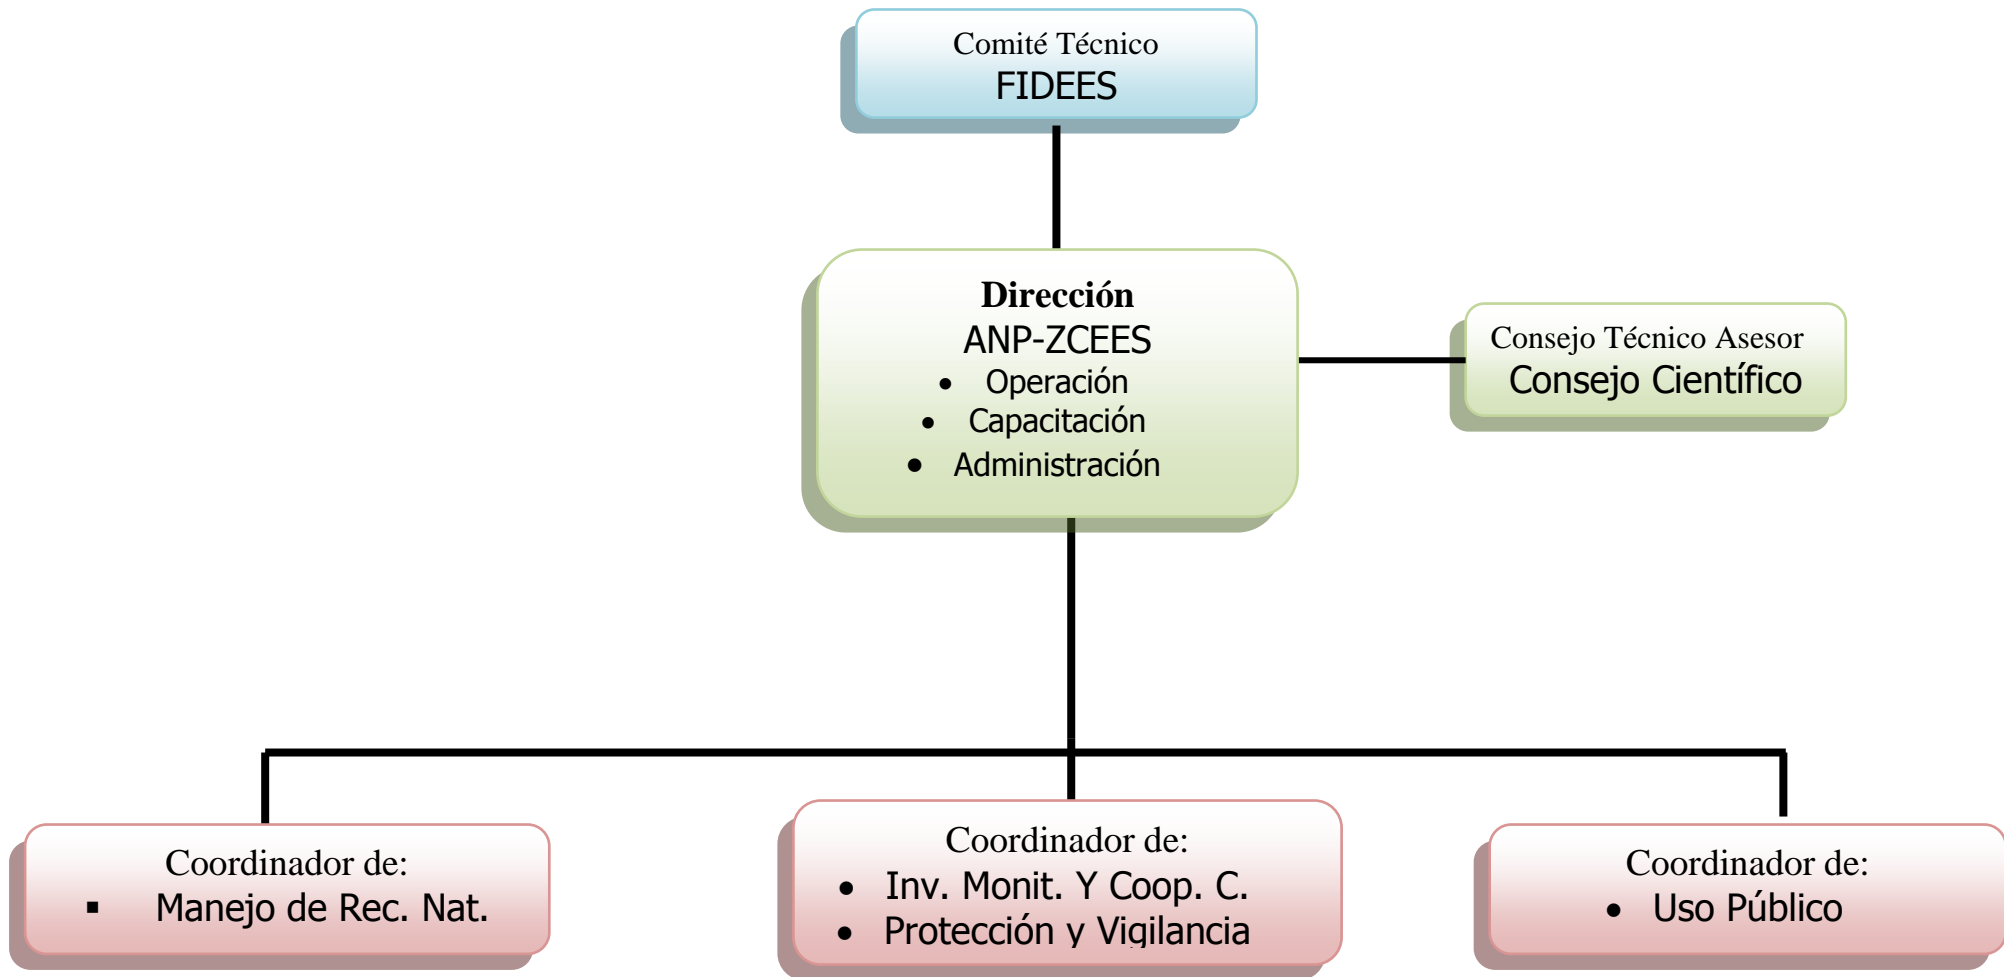 Comité Técnico
FIDEES
Dirección
ANP-ZCEES
• Operación
• Capacitación
• Administración
Consejo Técnico Asesor
Consejo Científico
Coordinador de:
▪ Manejo de Rec. Nat.
Coordinador de:
• Inv. Monit. Y Coop. C.
• Protección y Vigilancia
Coordinador de:
• Uso Público